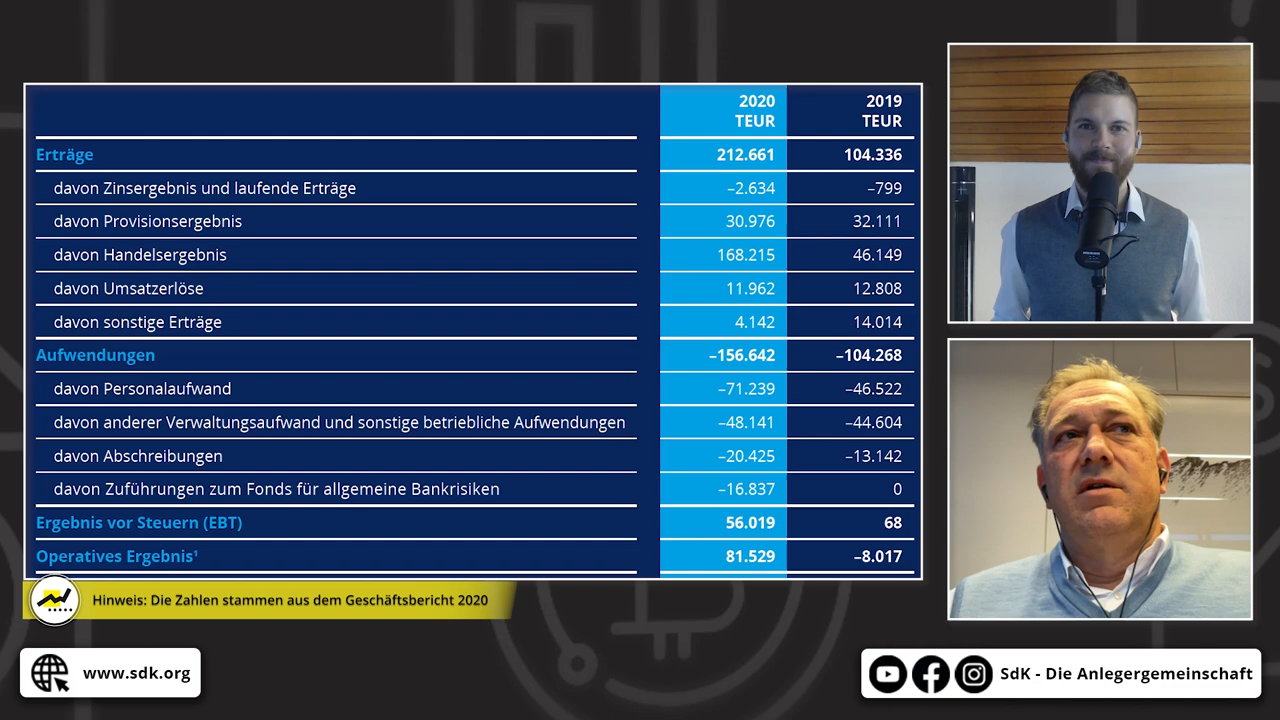 2020 2019
TEUR TEUR
Erträge 212.661 104.336
davon Zinsergebnis und laufende Erträge –2.634 –799
davon Provisionsergebnis 30.976 32.111
davon Handelsergebnis 168.215 46.149
davon Umsatzerlöse 11.962 12.808
davon sonstige Erträge 4.142 14.014
Aufwendungen –156.642 –104.268
davon Personalaufwand –71.239 –46.522
davon anderer Verwaltungsaufwand und sonstige betriebliche Aufwendungen –48.141 –44.604
davon Abschreibungen –20.425 –13.142
davon Zuführungen zum Fonds für allgemeine Bankrisiken –16.837 0
Ergebnis vor Steuern (EBT) 56.019 68
Operatives Ergebnis¹ 81.529 –8.017
Hinweis: Die Zahlen stammen aus dem Geschäftsbericht 2020
www.sdk.org
SdK - Die Anlegergemeinschaft